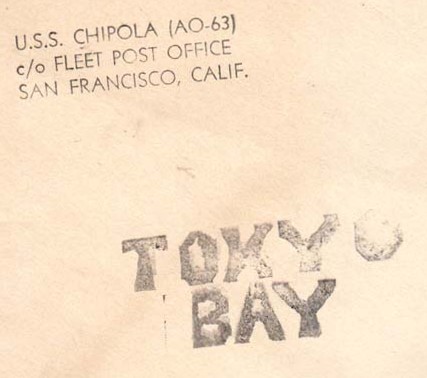 U.S.S. CHIPOLA (AO-63)
c/o FLEET POST OFFICE
SAN FRANCISCO, CALIF.
TOKYO
BAY